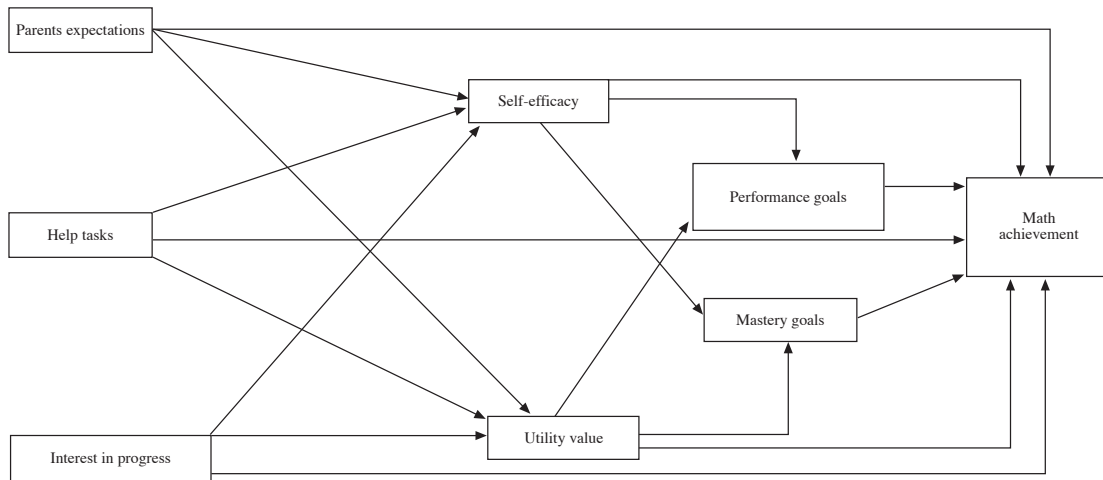 Parents expectations
Self-efficacy
Performance goals
Help tasks
Math
achievement
Mastery goals
Utility value
Interest in progress